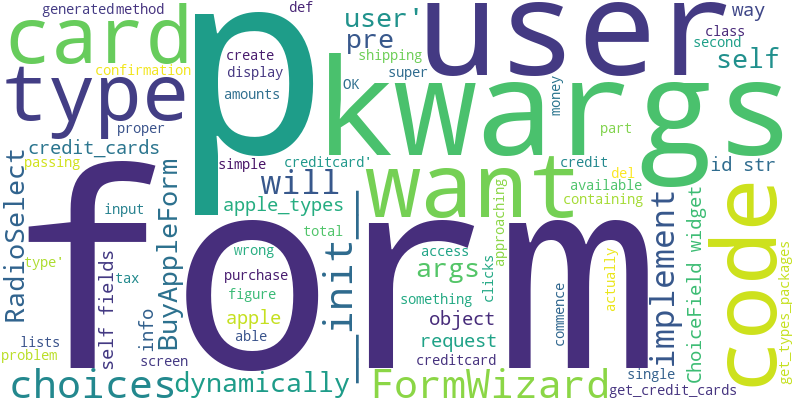 generated method
def
user'
way
card
p
user
class
pre
second
confirmation
create
shipping
self
type
display
super
kwargs
amounts
OK
money
proper
part
credit_cards
simple
creditcard'
credit
id str
passing
will
want
del
available
code
RadioSelect
BuyAppleForm
apple_types
containing
input
__init__
total
approaching
implement
ChoiceField widget
get_types_packages
form
wrong
access
type'
self fields
tax
purchase
args
clicks
actually
figure
something
info
apple
object
commence
lists
able
request
problem
screen
creditcard
single
choices
dynamically
FormWizard
get_credit_cards